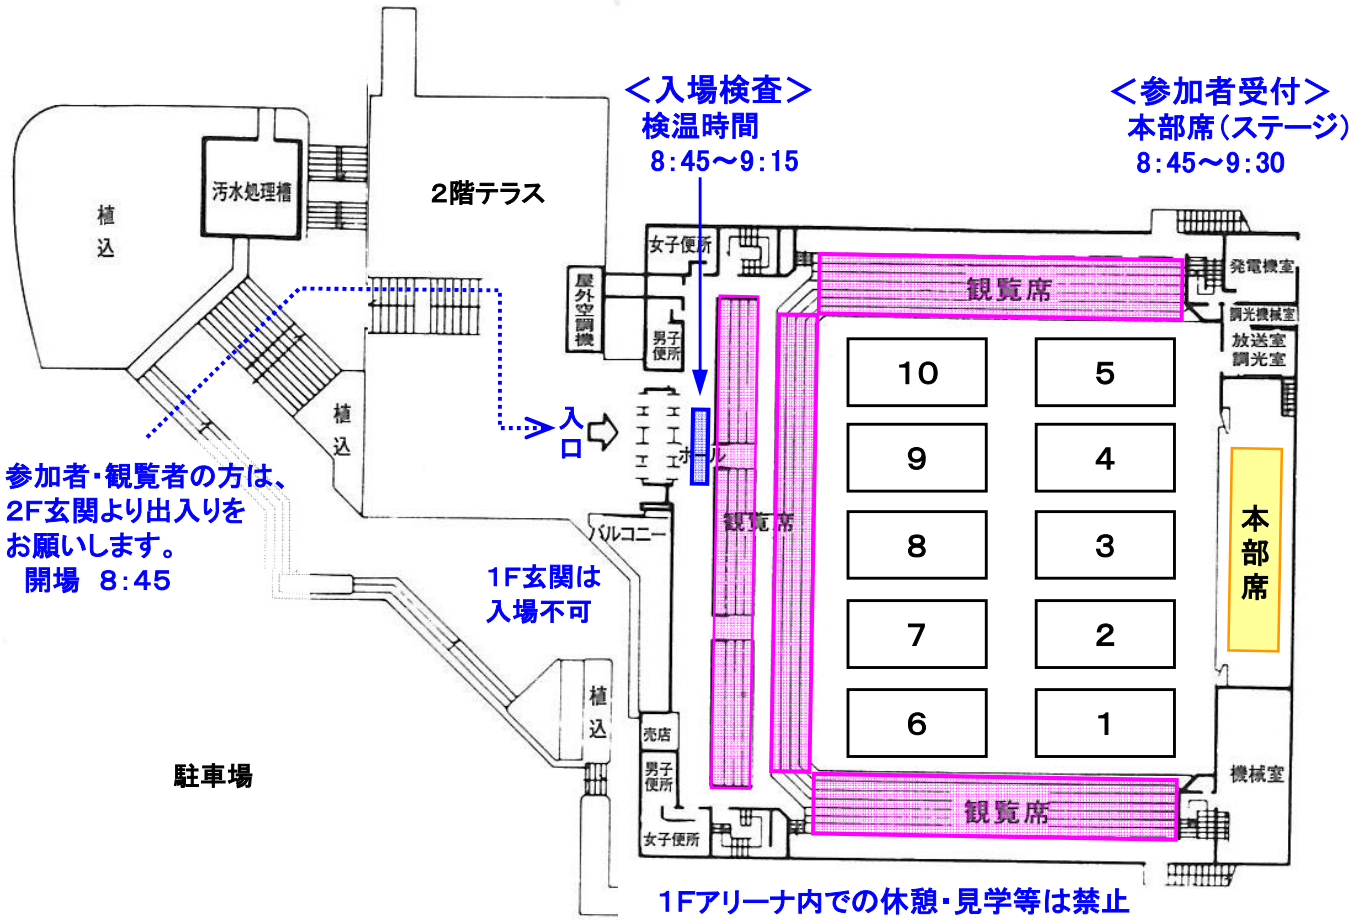 ＜入場検査＞
検温時間
8：45～9：15
＜参加者受付＞
本部席（ステージ）
8：45～9：30
2階テラス
汚水処理槽
植込
女子便所
屋外空調機
男子便所
観覧席
発電機室
調光機械室
放送室
調光室
植込
入口
ホール
観覧席
10
5
9
4
8
3
7
2
6
1
本部席
参加者・観覧者の方は、
2F玄関より出入りを
お願いします。
開場　8：45
バルコニー
1F玄関は
入場不可
植込
売店
男子便所
女子便所
駐車場
機械室
観覧席
1Fアリーナ内での休憩・見学等は禁止